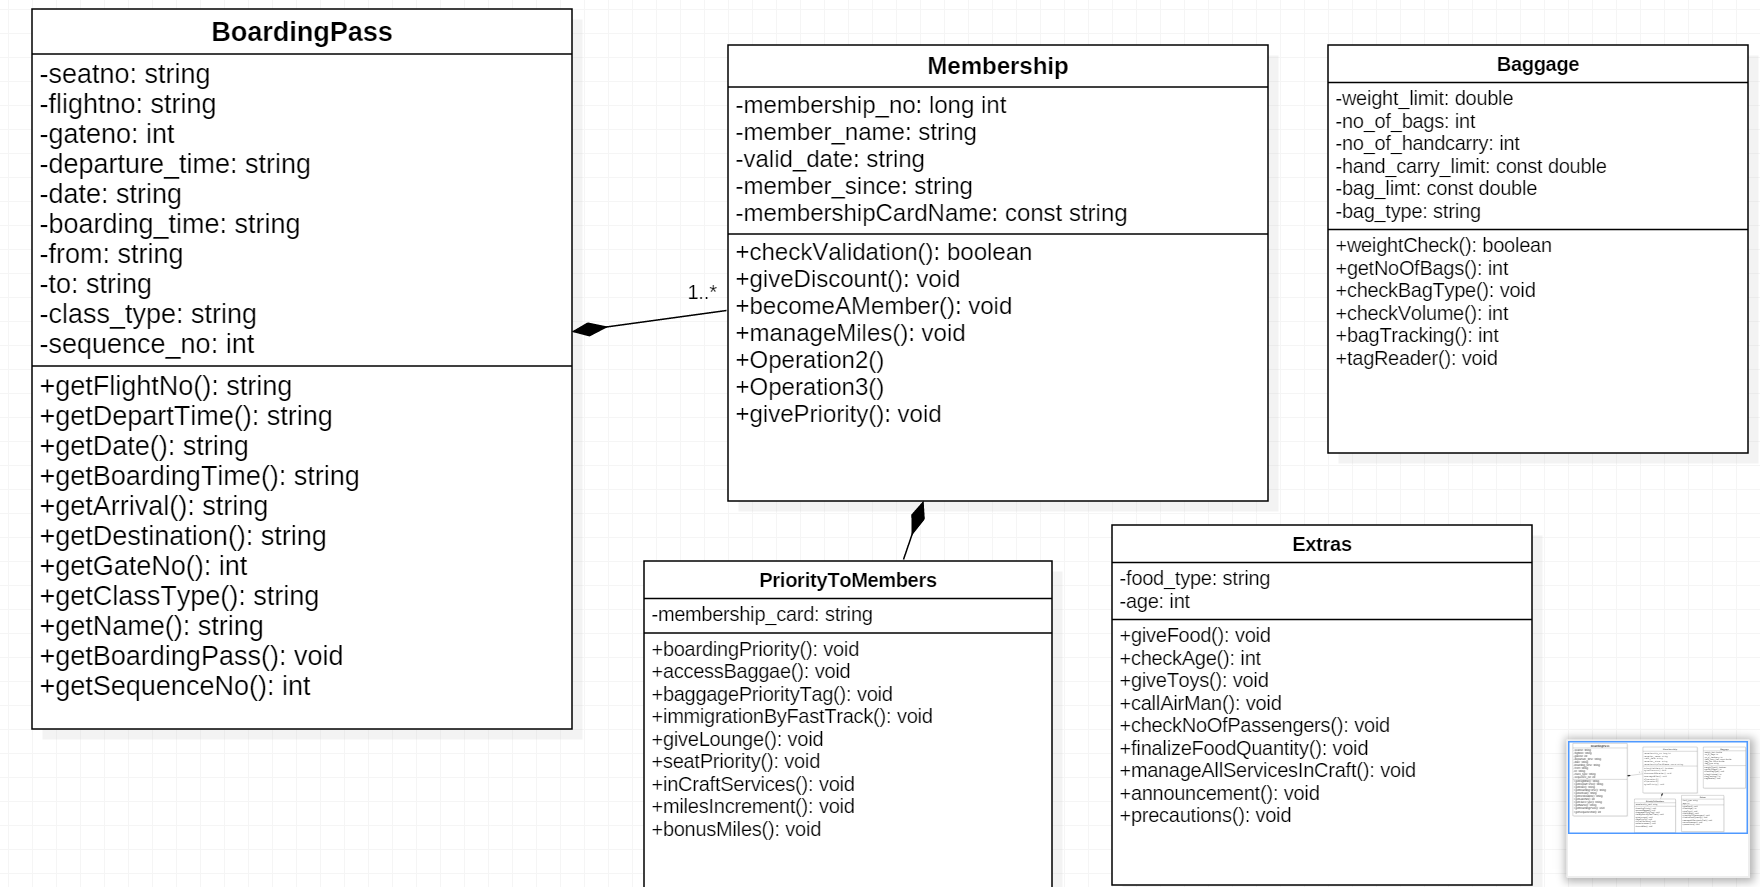 BoardingPass
-seatno: string
-flightno: string
-gateno: int
-departure_time: string
-date: string
-boarding_time: string
-from: string
-to: string
-class_type: string
-sequence_no: int
+getFlightNo(): string
+getDepartTime(): string
+getDate(): string
+getBoardingTime(): string
+getArrival(): string
+getDestination(): string
+getGateNo(): int
+getClassType(): string
+getName(): string
+getBoardingPass(): void
+getSequenceNo(): int
1..*
Membership
-membership_no: long int
-member_name: string
-valid_date: string
-member_since: string
-membershipCardName: const string
+checkValidation(): boolean
+giveDiscount(): void
+becomeAMember(): void
+manageMiles(): void
+Operation2()
+Operation3()
+givePriority(): void
Baggage
-weight_limit: double
-no_of_bags: int
-no_of_handcarry: int
-hand_carry_limit: const double
-bag_limt: const double
-bag_type: string
+weightCheck(): boolean
+getNoOfBags(): int
+checkBagType(): void
+checkVolume(): int
+bagTracking(): int
+tagReader(): void
PriorityToMembers
-membership_card: string
+boardingPriority(): void
+accessBaggae(): void
+baggagePriorityTag(): void
+immigrationByFastTrack(): void
+giveLounge(): void
+seatPriority(): void
+inCraftServices(): void
+milesIncrement(): void
+bonusMiles(): void
Extras
-food_type: string
-age: int
+giveFood(): void
+checkAge(): int
+giveToys(): void
+callAirMan(): void
+checkNoOfPassengers(): void
+finalizeFoodQuantity(): void
+manageAllServicesInCraft(): void
+announcement(): void
+precautions(): void